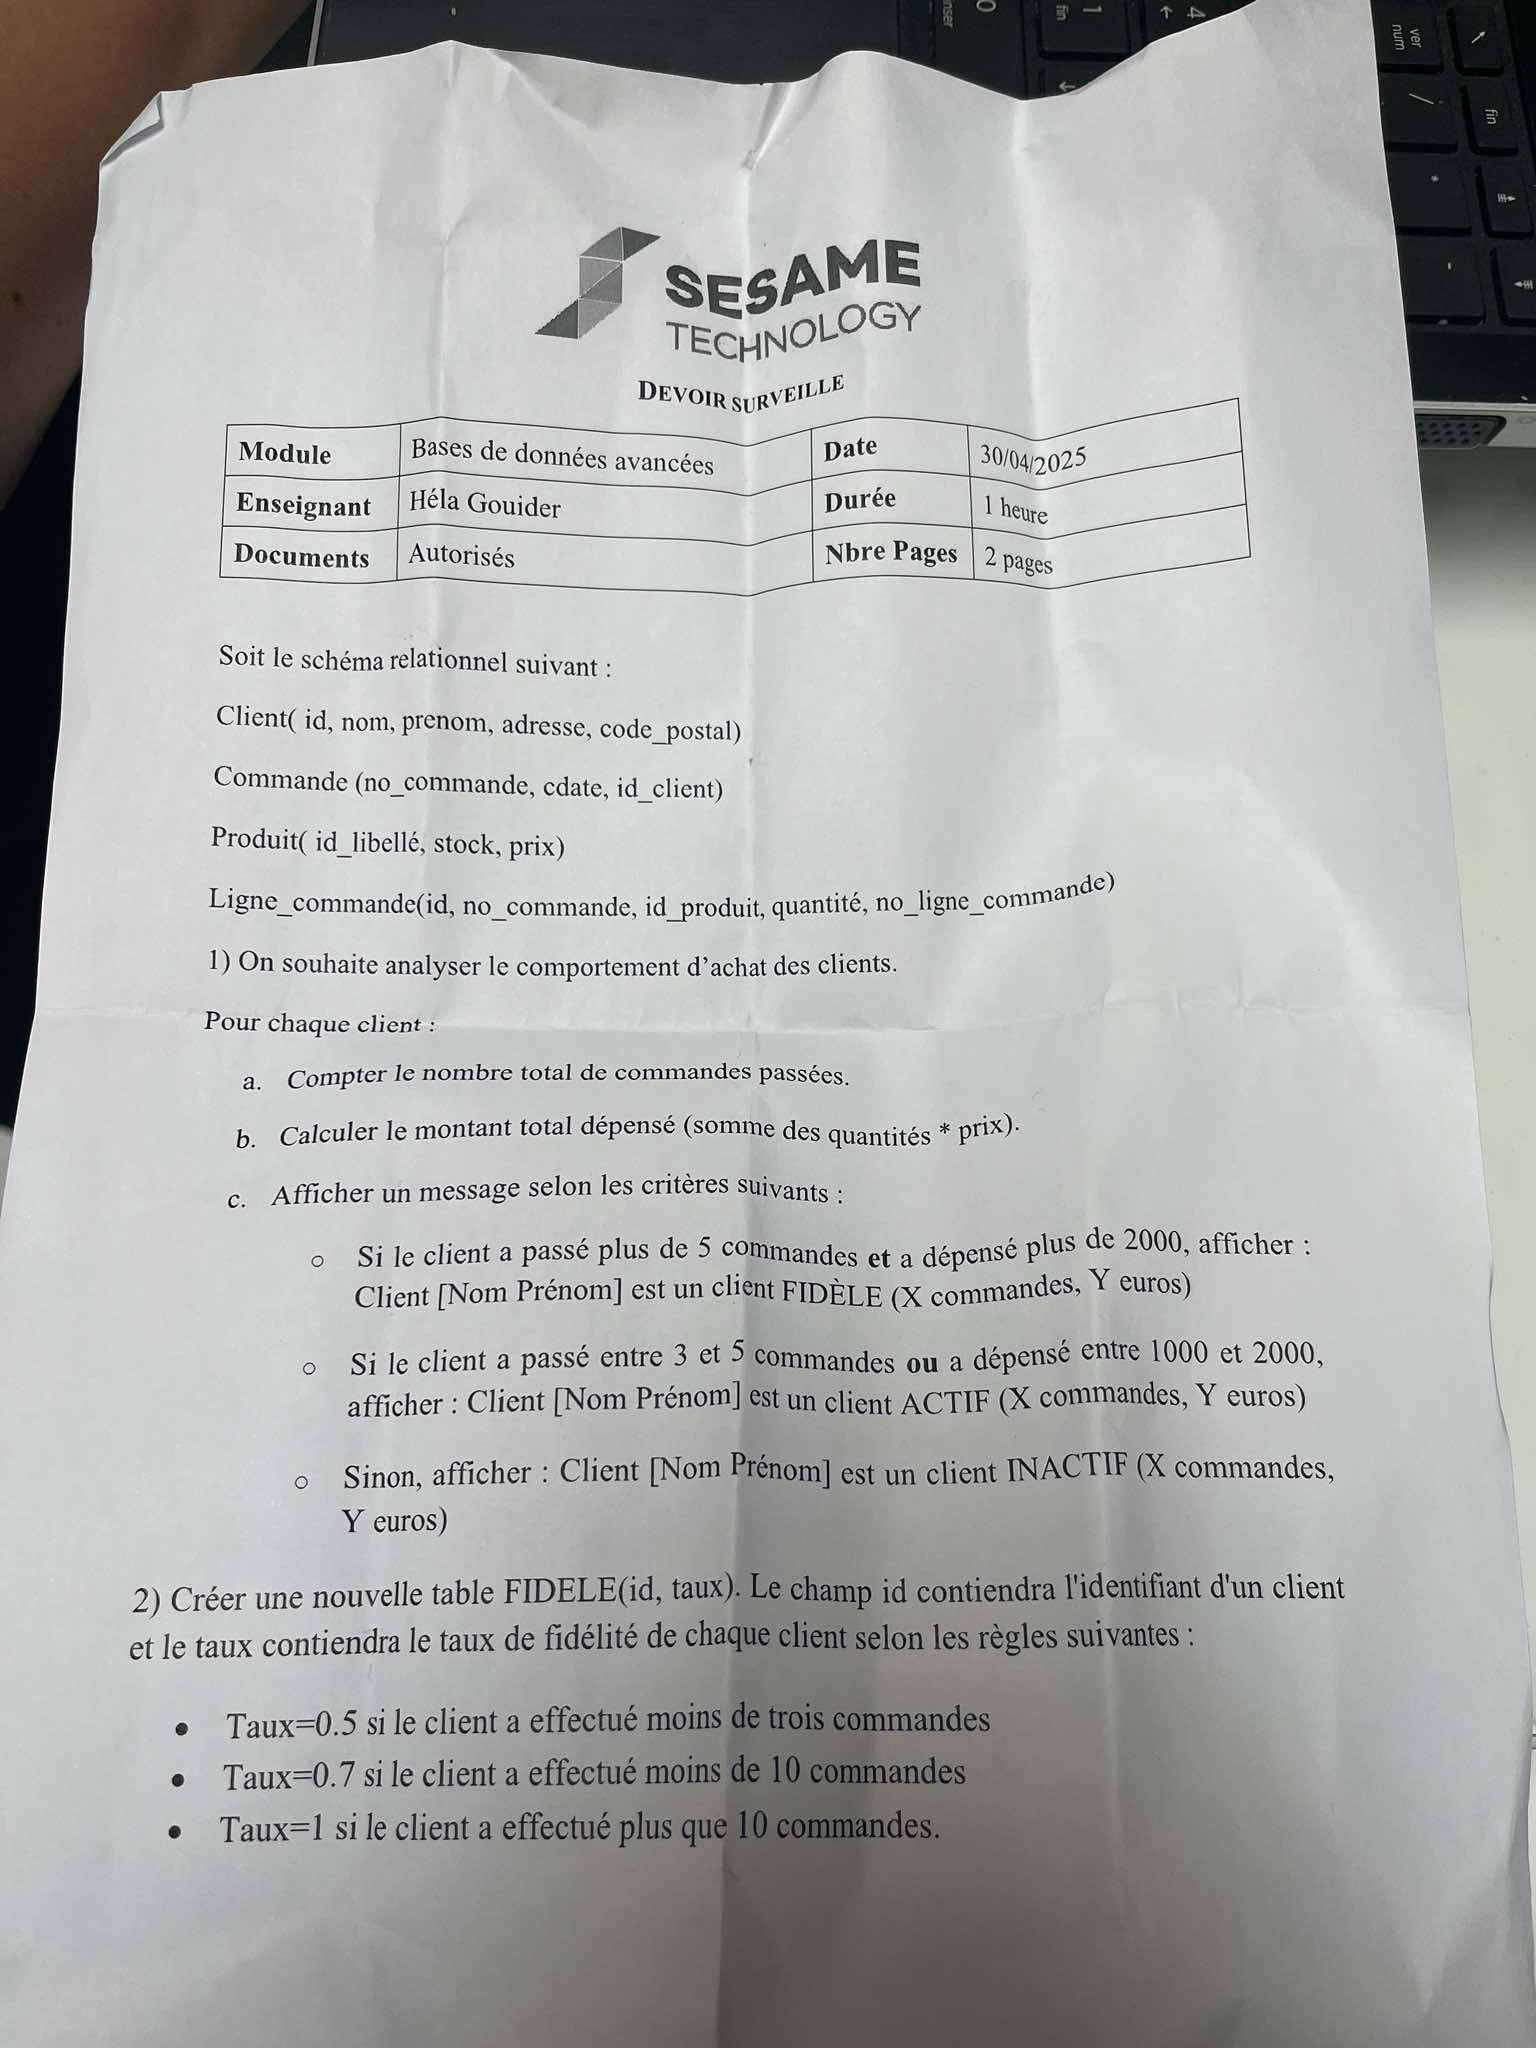 SESAME
TECHNOLOGY
DEVOIR SURVEILLE
Module Bases de données avancées Date 30/04/2025
Enseignant Héla Gouider Durée 1 heure
Documents Autorisés Nbre Pages 2 pages
Soit le schéma relationnel suivant :
Client( id, nom, prenom, adresse, code_postal)
Commande (no_commande, cdate, id_client)
Produit( id_libellé, stock, prix)
Ligne_commande(id, no_commande, id_produit, quantité, no_ligne_commande)
1) On souhaite analyser le comportement d'achat des clients.
Pour chaque client :
a. Compter le nombre total de commandes passées.
b. Calculer le montant total dépensé (somme des quantités * prix).
c. Afficher un message selon les critères suivants :
○ Si le client a passé plus de 5 commandes et a dépensé plus de 2000, afficher :
Client [Nom Prénom] est un client FIDÈLE (X commandes, Y euros)
○ Si le client a passé entre 3 et 5 commandes ou a dépensé entre 1000 et 2000,
afficher : Client [Nom Prénom] est un client ACTIF (X commandes, Y euros)
○ Sinon, afficher : Client [Nom Prénom] est un client INACTIF (X commandes,
Y euros)
2) Créer une nouvelle table FIDELE(id, taux). Le champ id contiendra l'identifiant d'un client
et le taux contiendra le taux de fidélité de chaque client selon les règles suivantes :
• Taux=0.5 si le client a effectué moins de trois commandes
• Taux=0.7 si le client a effectué moins de 10 commandes
• Taux=1 si le client a effectué plus que 10 commandes.
ver
num
fin
/
*
4
1
fin
0